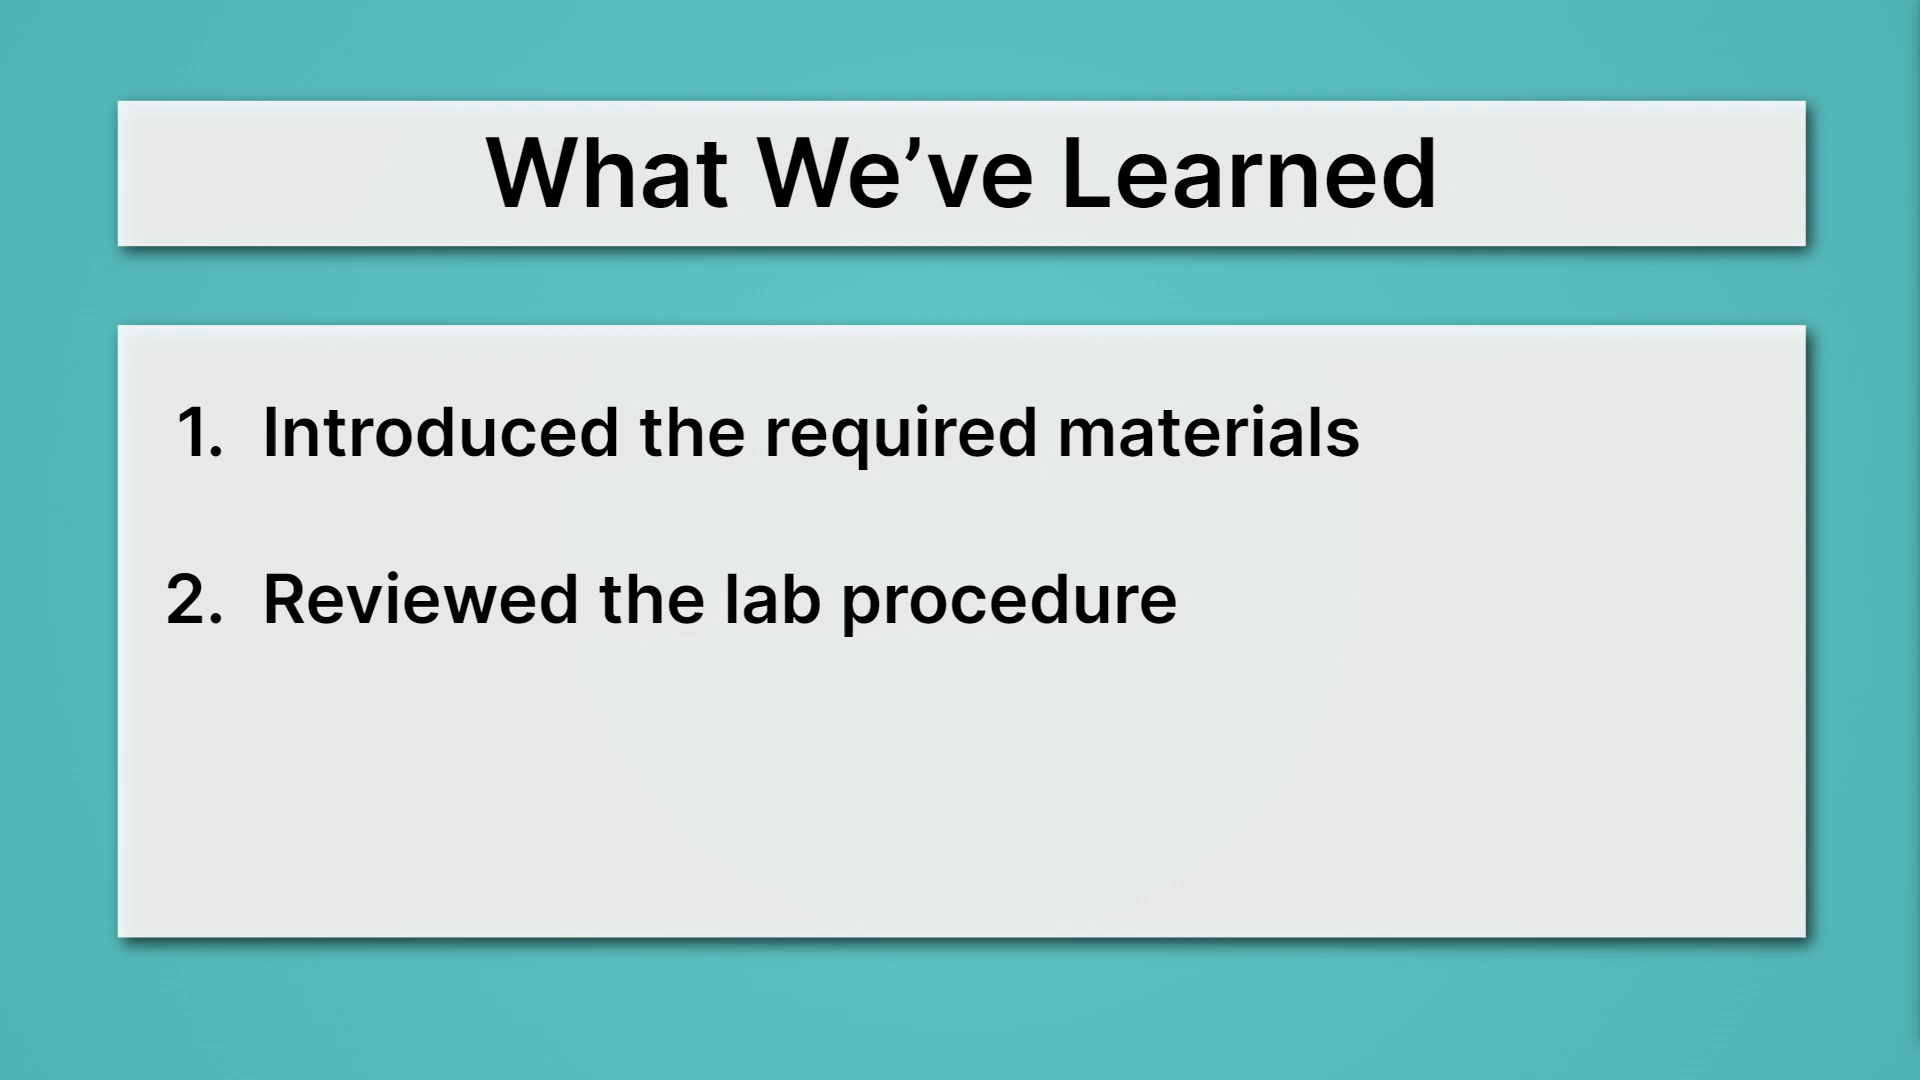 What We’ve Learned
1. Introduced the required materials
2. Reviewed the lab procedure